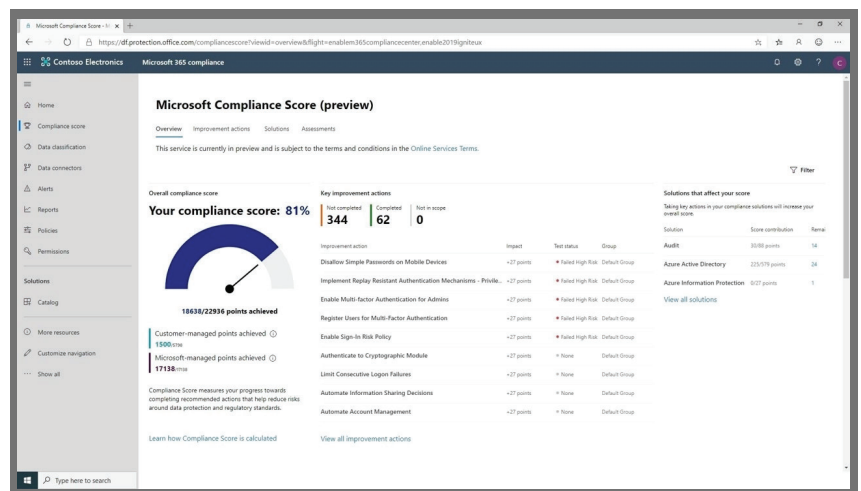 Microsoft Compliance Score - M
https://df.protection.office.com/compliancescore?viewid=overview&flight=enablem365compliancecenter,enable2019igniteux
Contoso Electronics Microsoft 365 compliance ? C
Home
Compliance score
Data classification
Data connectors
Alerts
Reports
Policies
Permissions
Solutions
Catalog
More resources
Customize navigation
Show all
Microsoft Compliance Score (preview)
Overview Improvement actions Solutions Assessments
This service is currently in preview and is subject to the terms and conditions in the Online Services Terms.
Filter
Overall compliance score
Your compliance score: 81%
18638/22936 points achieved
Customer-managed points achieved
1500
Microsoft-managed points achieved
17138
Compliance Score measures your progress towards
completing recommended actions that help reduce risks
around data protection and regulatory standards.
Learn how Compliance Score is calculated
Key improvement actions
Not completed Completed Not in scope
344 62 0
Improvement action Impact Test status Group
Disallow Simple Passwords on Mobile Devices +27 points Failed High Risk Default Group
Implement Replay Resistant Authentication Mechanisms - Privile... +27 points Failed High Risk Default Group
Enable Multi-factor Authentication for Admins +27 points Failed High Risk Default Group
Register Users for Multi-Factor Authentication +27 points Failed High Risk Default Group
Enable Sign-In Risk Policy +27 points Failed High Risk Default Group
Authenticate to Cryptographic Module +27 points None Default Group
Limit Consecutive Logon Failures +27 points None Default Group
Automate Information Sharing Decisions +27 points None Default Group
Automate Account Management +27 points None Default Group
View all improvement actions
Solutions that affect your score
Taking key actions in your compliance solutions will increase your
overall score.
Solution Score contribution Remai
Audit 30/88 points 14
Azure Active Directory 225/579 points 24
Azure Information Protection 0/27 points 1
View all solutions
Type here to search